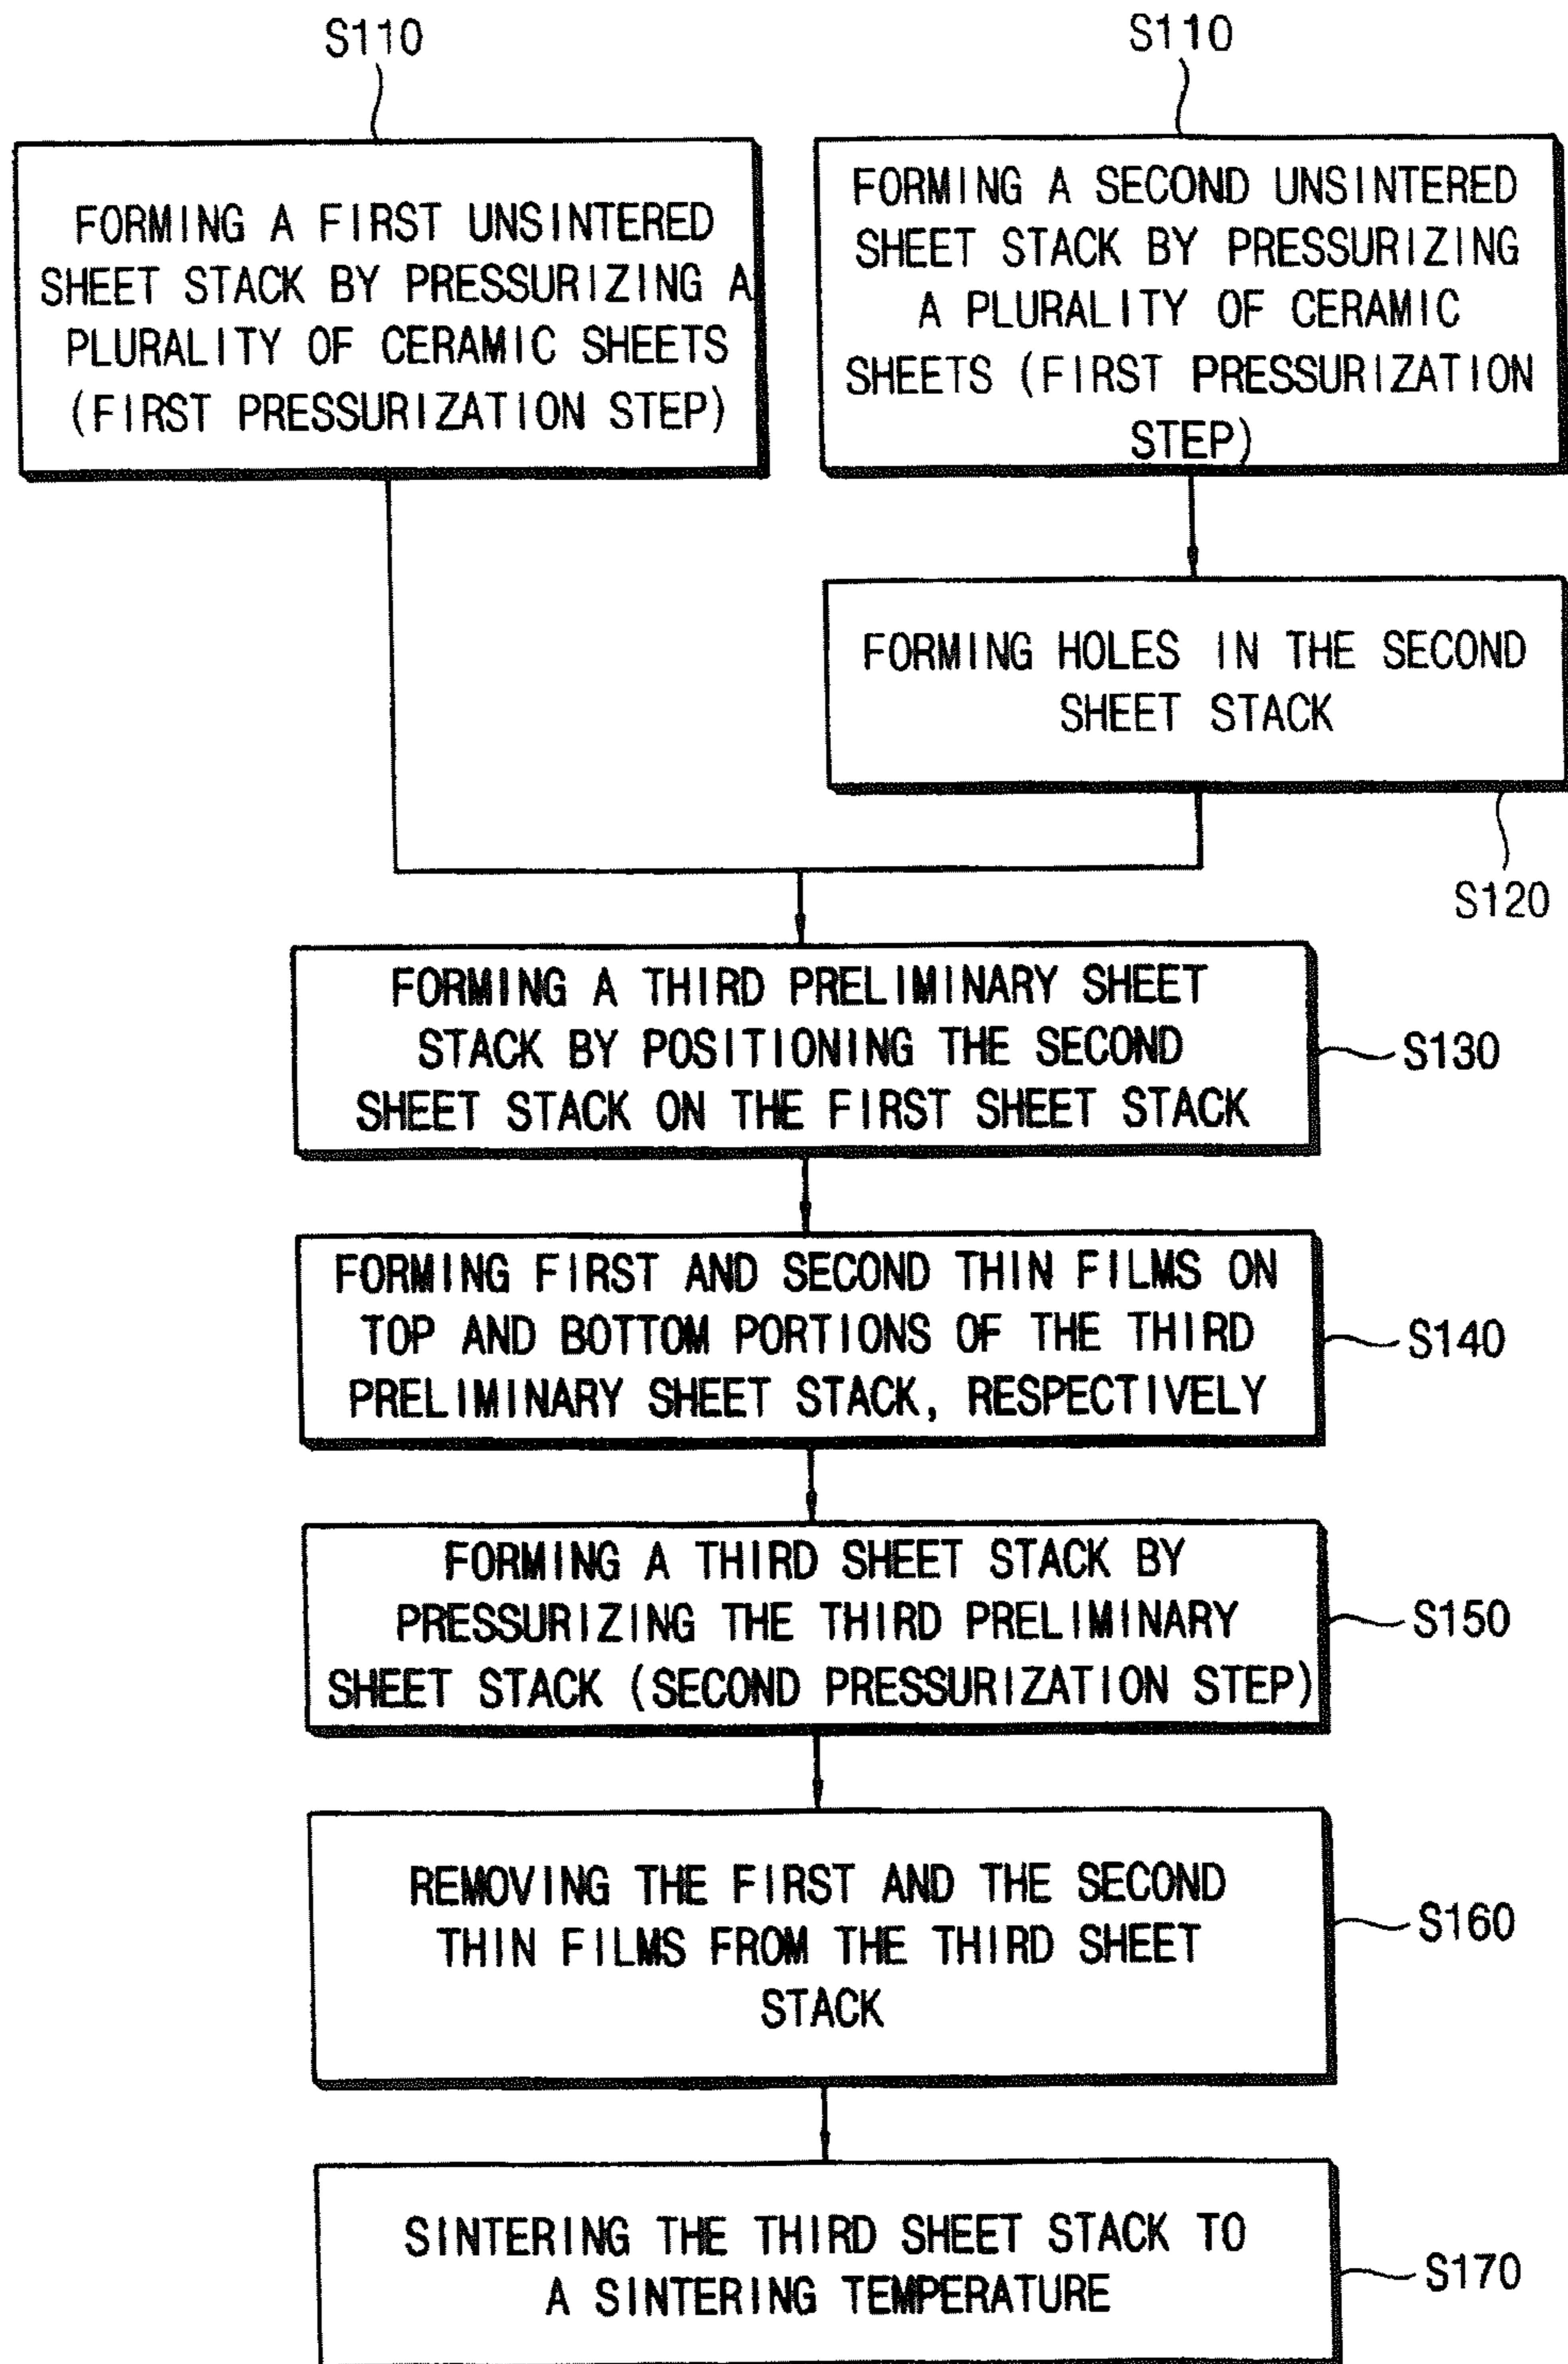 S110
FORMING A FIRST UNSINTERED
SHEET STACK BY PRESSURIZING A
PLURALITY OF CERAMIC SHEETS
(FIRST PRESSURIZATION STEP)
S110
FORMING A SECOND UNSINTERED
SHEET STACK BY PRESSURIZING
A PLURALITY OF CERAMIC
SHEETS (FIRST PRESSURIZATION
STEP)
FORMING HOLES IN THE SECOND
SHEET STACK
S120
FORMING A THIRD PRELIMINARY SHEET
STACK BY POSITIONING THE SECOND
SHEET STACK ON THE FIRST SHEET STACK
S130
FORMING FIRST AND SECOND THIN FILMS ON
TOP AND BOTTOM PORTIONS OF THE THIRD
PRELIMINARY SHEET STACK, RESPECTIVELY
S140
FORMING A THIRD SHEET STACK BY
PRESSURIZING THE THIRD PRELIMINARY
SHEET STACK (SECOND PRESSURIZATION STEP)
S150
REMOVING THE FIRST AND THE SECOND
THIN FILMS FROM THE THIRD SHEET
STACK
S160
SINTERING THE THIRD SHEET STACK TO
A SINTERING TEMPERATURE
S170